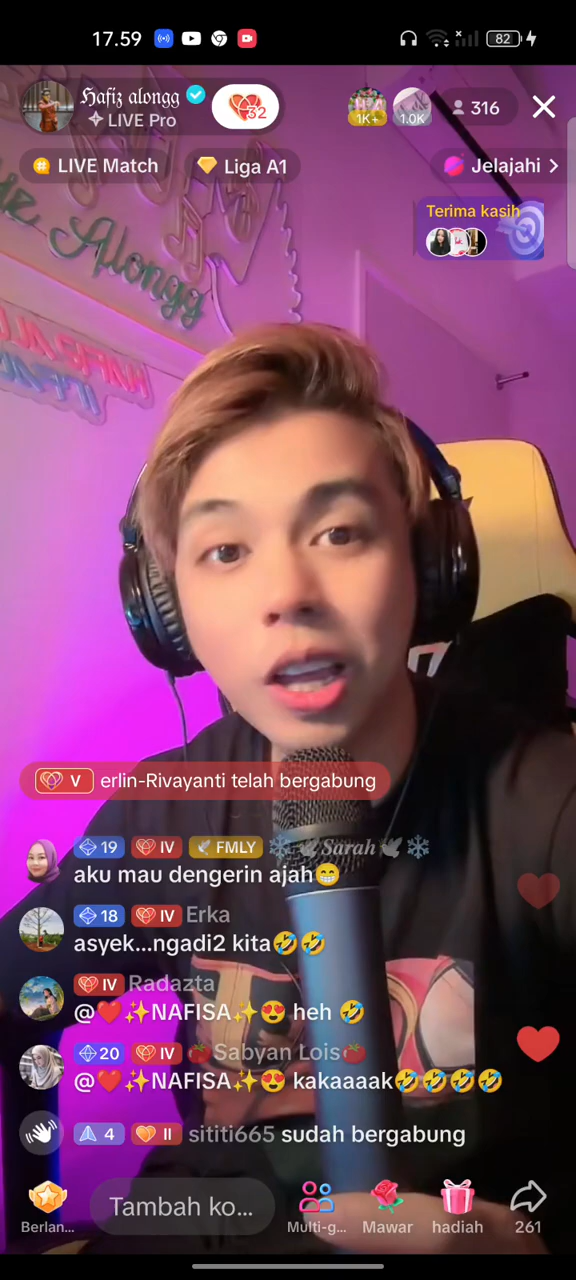 17.59
82
Hafiz alongg
LIVE Pro
32
1K+
1.0K
316
LIVE Match
Liga A1
Jelajahi
Terima kasih
Alongg
V erlin-Rivayanti telah bergabung
19 IV FMLY ❄️🕊Sarah🕊❄️
aku mau dengerin ajah😁
18 IV Erka
asyek...ngadi2 kita🤣🤣
IV Radazta
@❤️✨NAFISA✨😍 heh 🤣
20 IV 🍅Sabyan Lois🍅
@❤️✨NAFISA✨😍 kakaaaak🤣🤣🤣🤣
4 II sititi665 sudah bergabung
Tambah ko...
Berlan...
Multi-g...
Mawar
hadiah
261